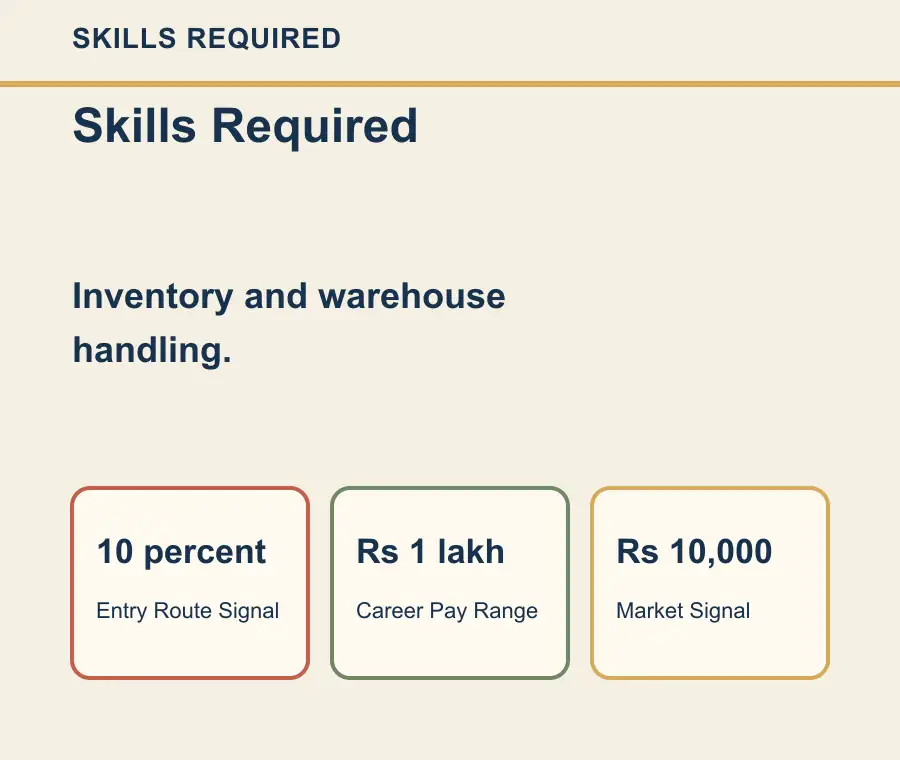 SKILLS REQUIRED
Skills Required
Inventory and warehouse
handling.
10 percent
Entry Route Signal
Rs 1 lakh
Career Pay Range
Rs 10,000
Market Signal